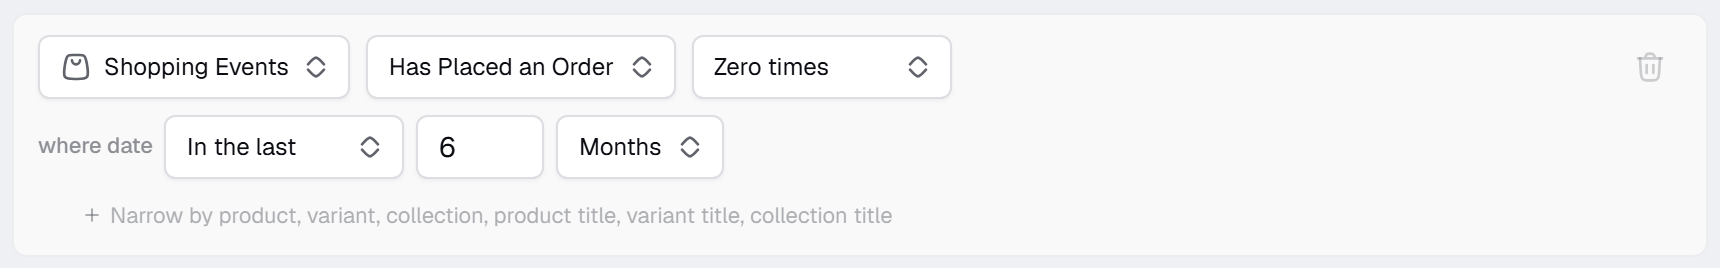 Shopping Events Has Placed an Order Zero times
where date In the last 6 Months
+ Narrow by product, variant, collection, product title, variant title, collection title